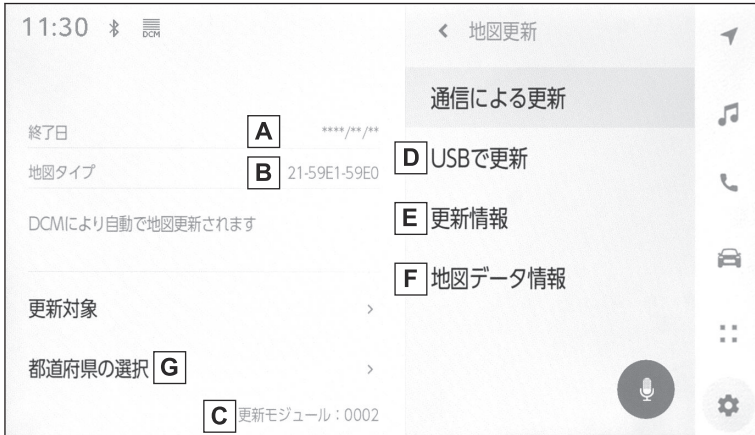 11:30 DCM
終了日 A ****/**/**
地図タイプ B 21-59E1-59E0
DCMにより自動で地図更新されます
更新対象 >
都道府県の選択 G >
C 更新モジュール：0002
< 地図更新
通信による更新
D USBで更新
E 更新情報
F 地図データ情報